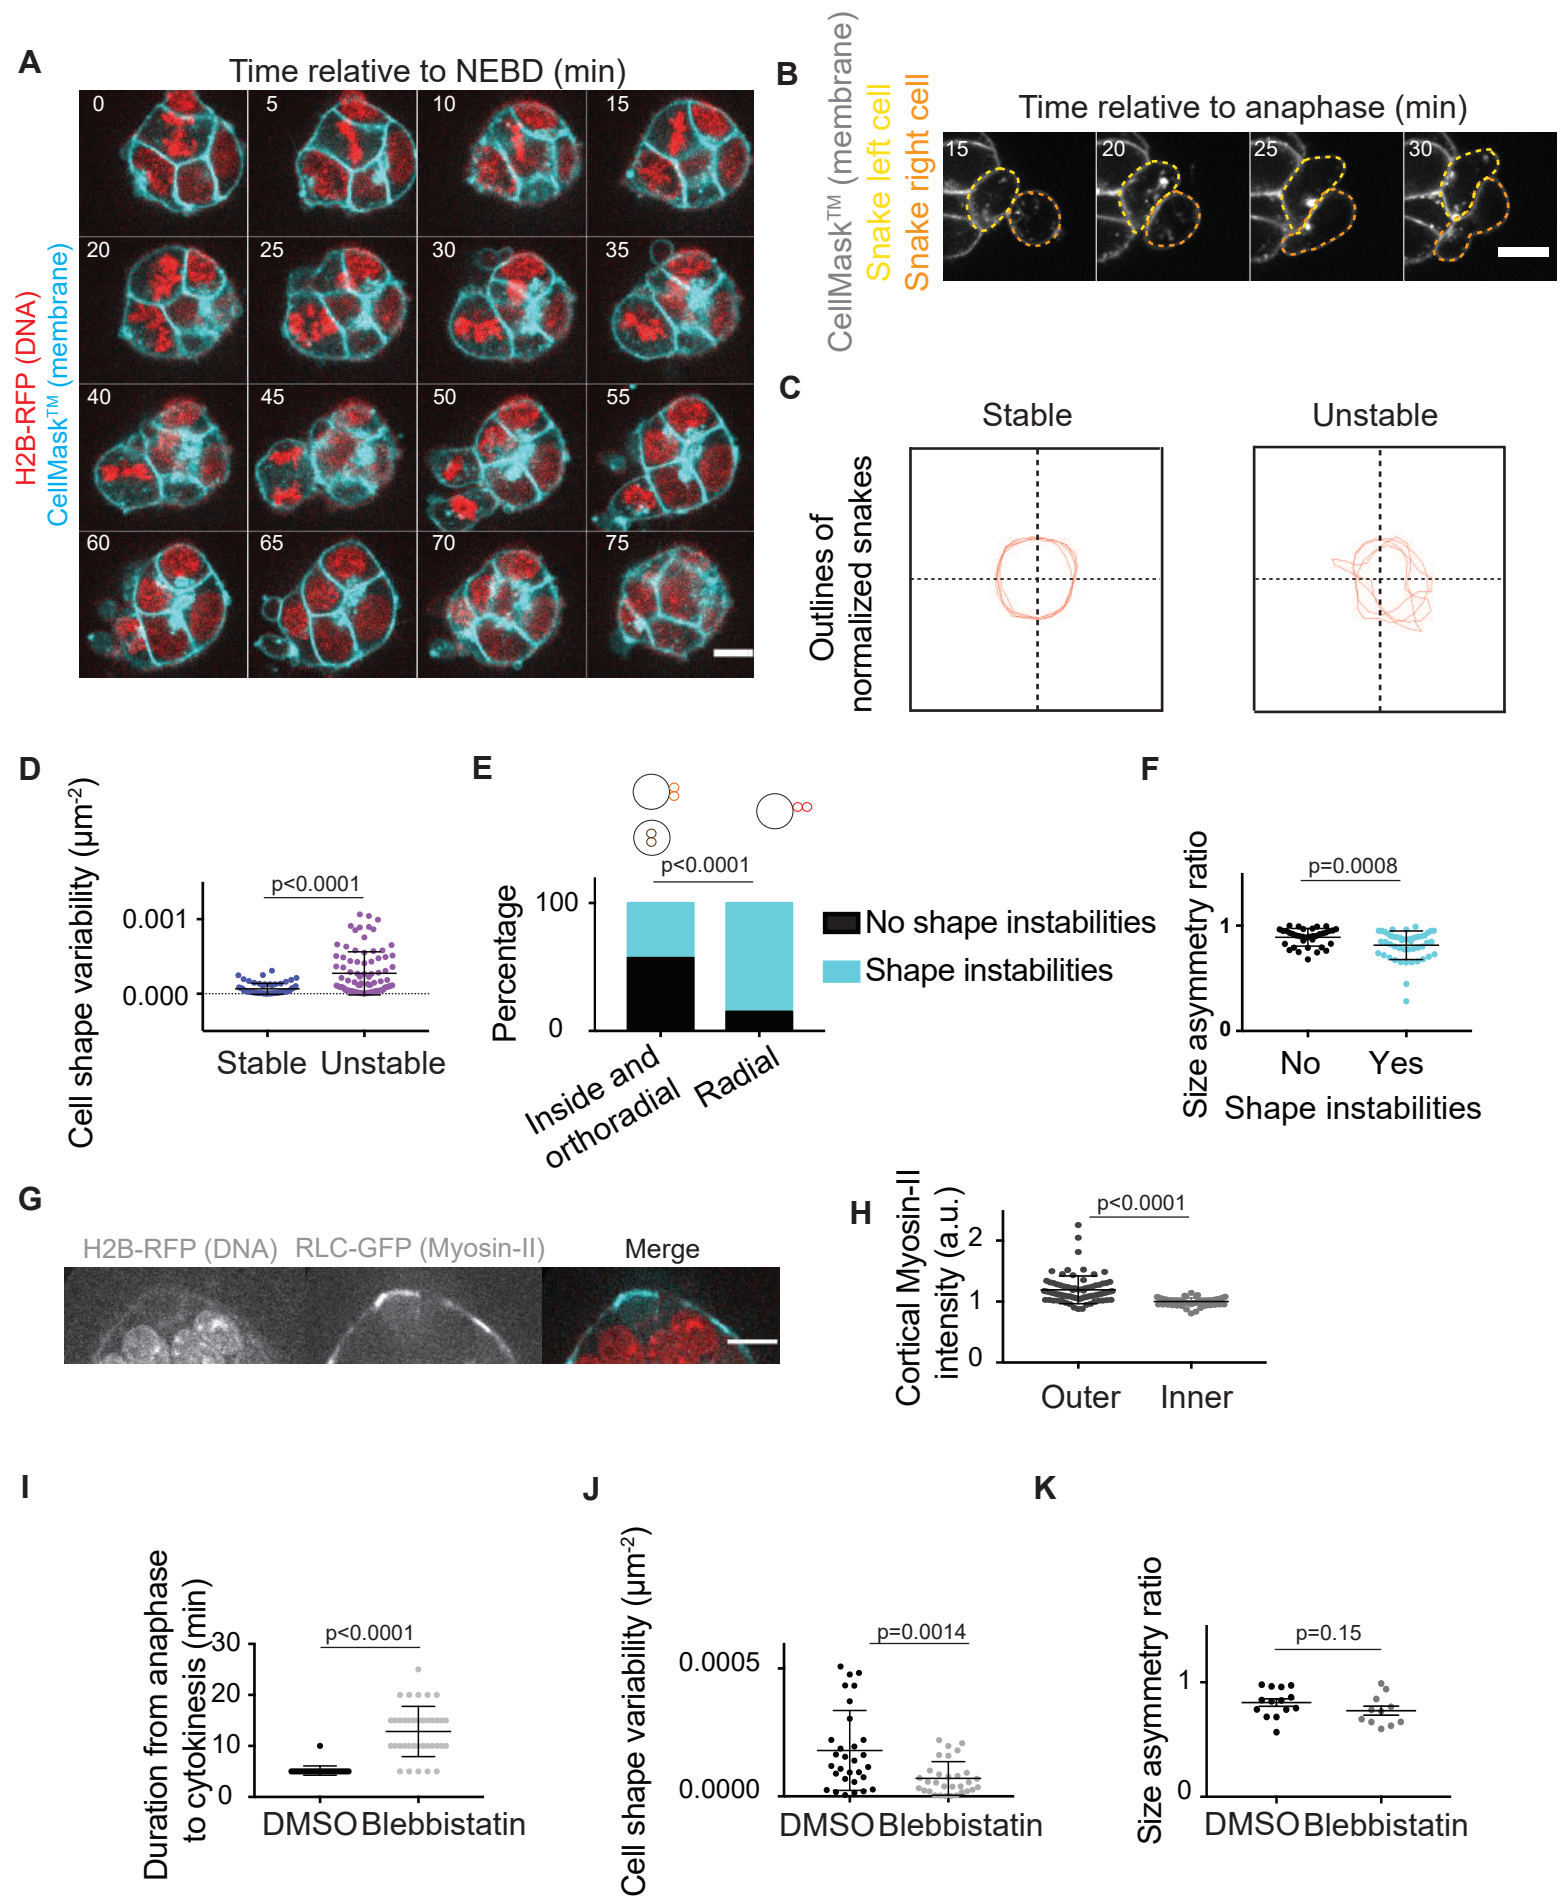 A
Time relative to NEBD (min)
H2B-RFP (DNA)
CellMask™ (membrane)
0 5 10 15
20 25 30 35
40 45 50 55
60 65 70 75
B
CellMask™ (membrane)
Snake left cell
Snake right cell
Time relative to anaphase (min)
15 20 25 30
C
Stable Unstable
Outlines of
normalized snakes
D
Cell shape variability (µm-2)
p<0.0001
0.001
0.000
Stable Unstable
E
p<0.0001
Percentage
100
0
No shape instabilities
Shape instabilities
Inside and
orthoradial
Radial
F
Size asymmetry ratio
p=0.0008
1
0
No Yes
Shape instabilities
G
H2B-RFP (DNA) RLC-GFP (Myosin-II) Merge
H
Cortical Myosin-II
intensity (a.u.)
p<0.0001
2
1
0
Outer Inner
I
Duration from anaphase
to cytokinesis (min)
p<0.0001
30
20
10
0
DMSO Blebbistatin
J
Cell shape variability (µm-2)
p=0.0014
0.0005
0.0000
DMSO Blebbistatin
K
Size asymmetry ratio
p=0.15
1
0
DMSO Blebbistatin